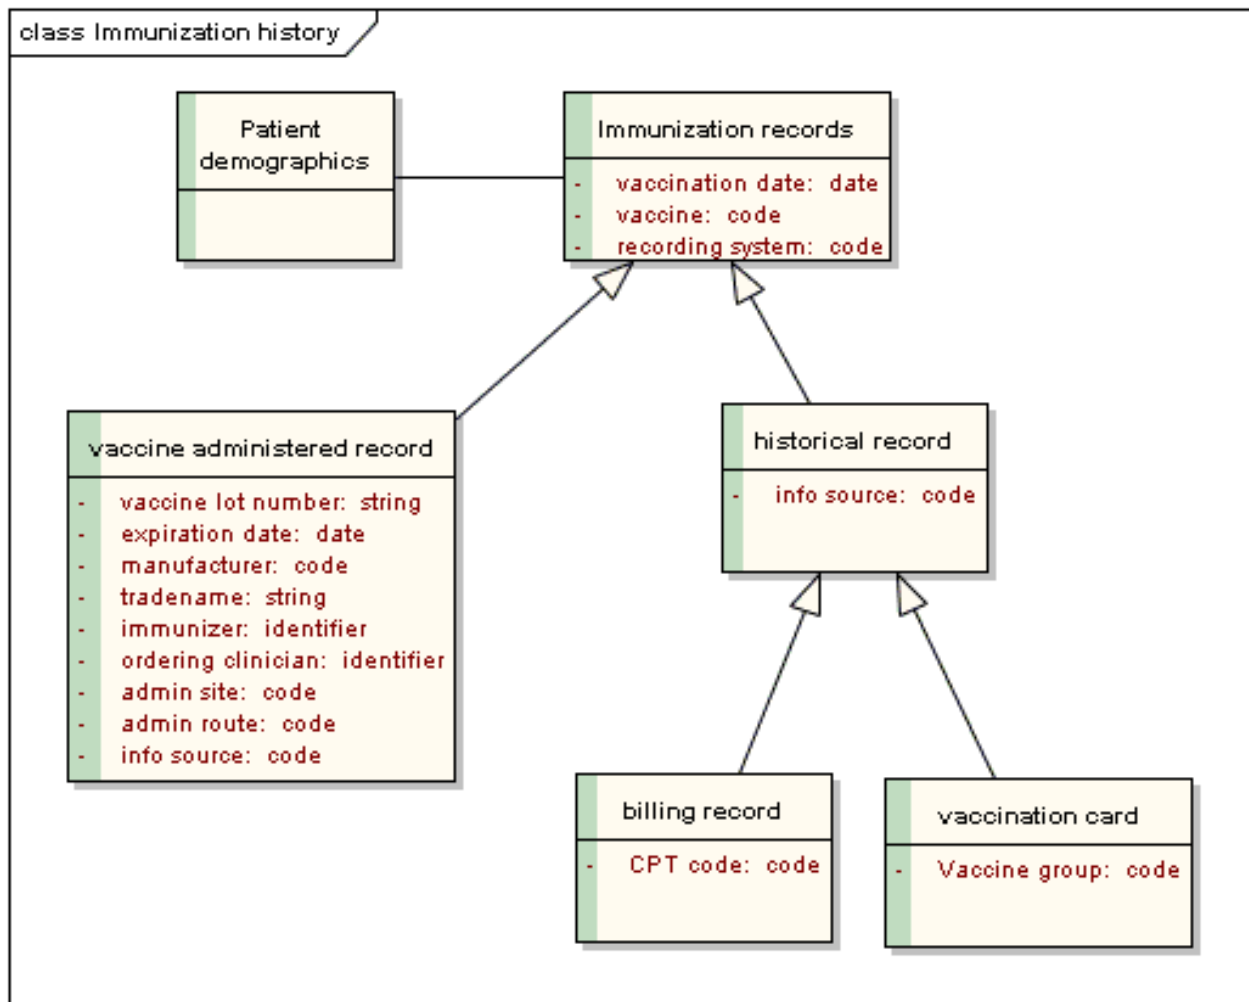 class Immunization history
Patient
demographics
Immunization records
- vaccination date: date
- vaccine: code
- recording system: code
vaccine administered record
- vaccine lot number: string
- expiration date: date
- manufacturer: code
- tradename: string
- immunizer: identifier
- ordering clinician: identifier
- admin site: code
- admin route: code
- info source: code
historical record
- info source: code
billing record
- CPT code: code
vaccination card
- Vaccine group: code